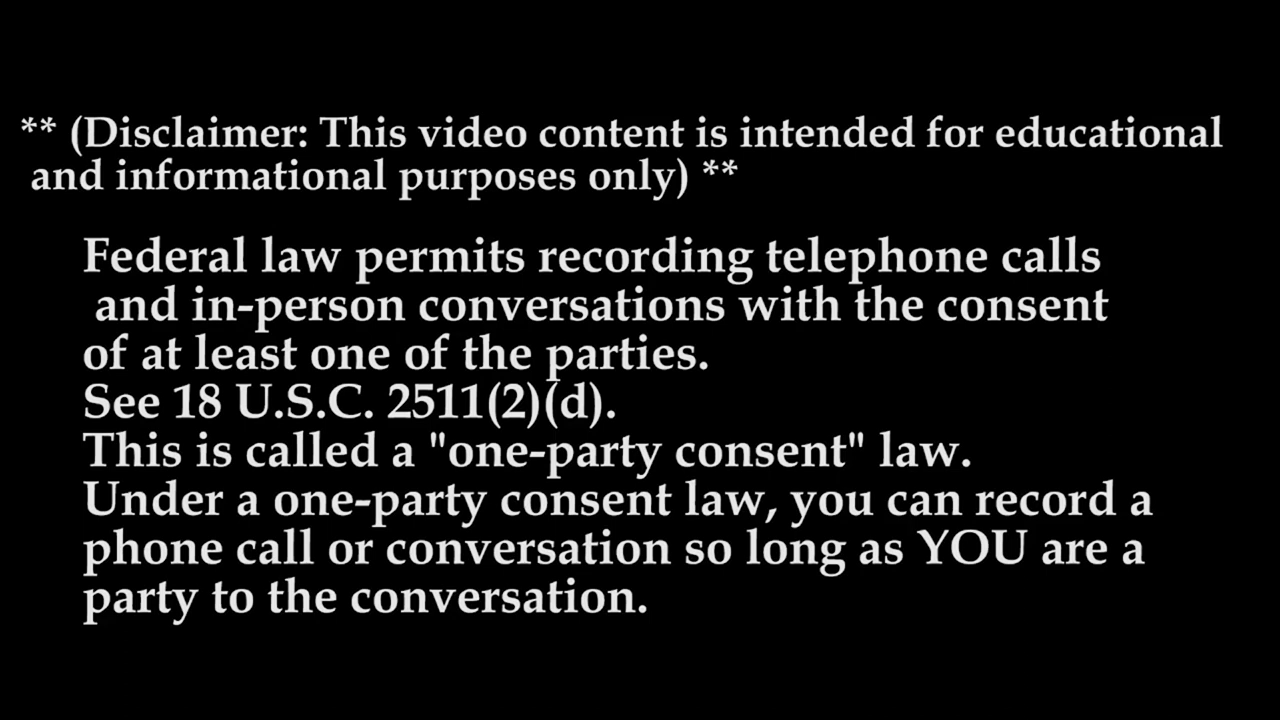 ** (Disclaimer: This video content is intended for educational
and informational purposes only) **
Federal law permits recording telephone calls
and in-person conversations with the consent
of at least one of the parties.
See 18 U.S.C. 2511(2)(d).
This is called a "one-party consent" law.
Under a one-party consent law, you can record a
phone call or conversation so long as YOU are a
party to the conversation.